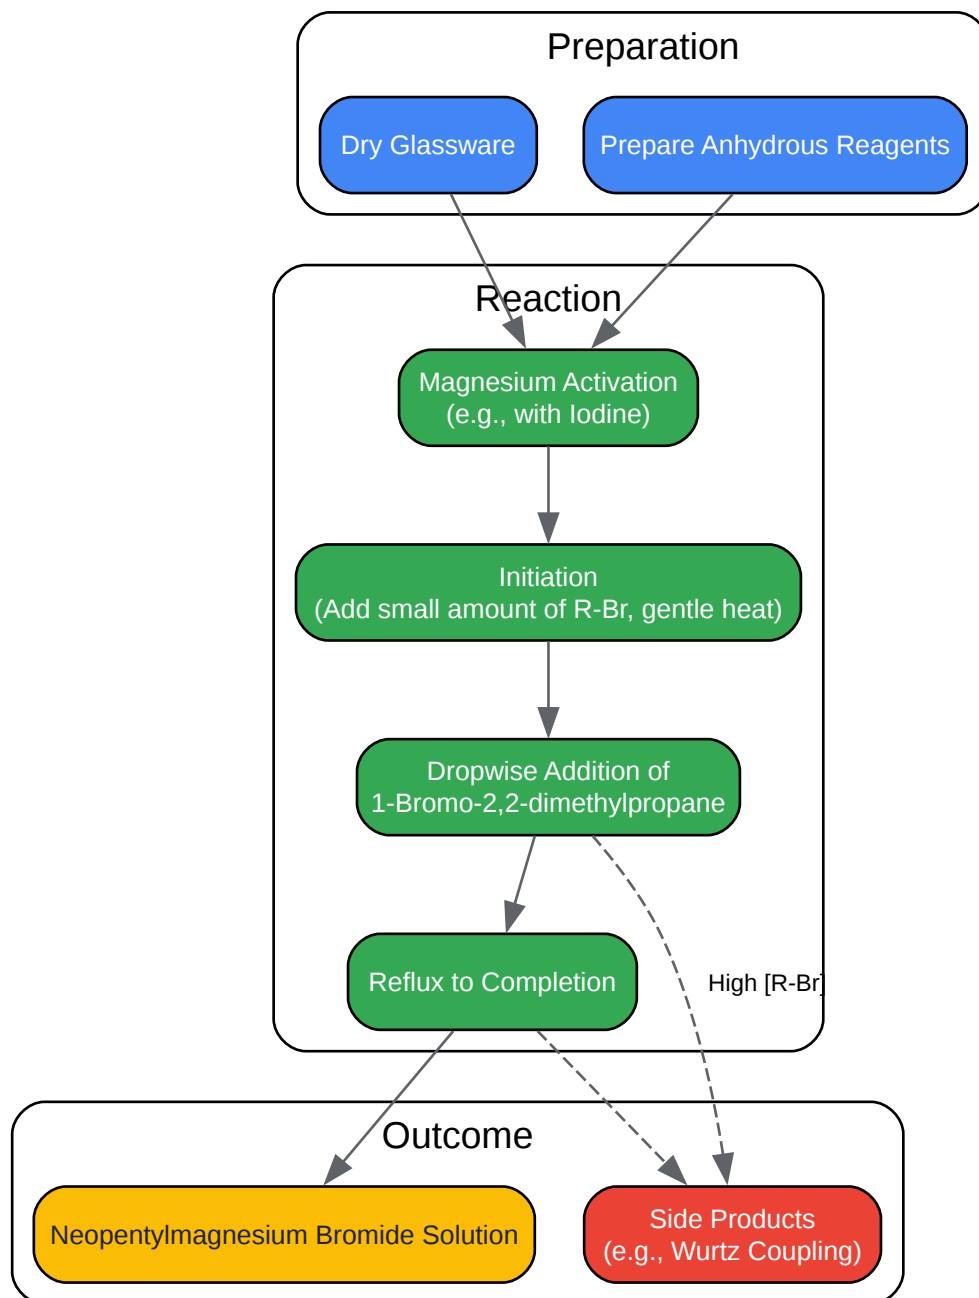 Preparation
Dry Glassware
Prepare Anhydrous Reagents
Reaction
Magnesium Activation
(e.g., with Iodine)
Initiation
(Add small amount of R-Br, gentle heat)
Dropwise Addition of
1-Bromo-2,2-dimethylpropane
Reflux to Completion
High [R-Br]
Outcome
Neopentylmagnesium Bromide Solution
Side Products
(e.g., Wurtz Coupling)